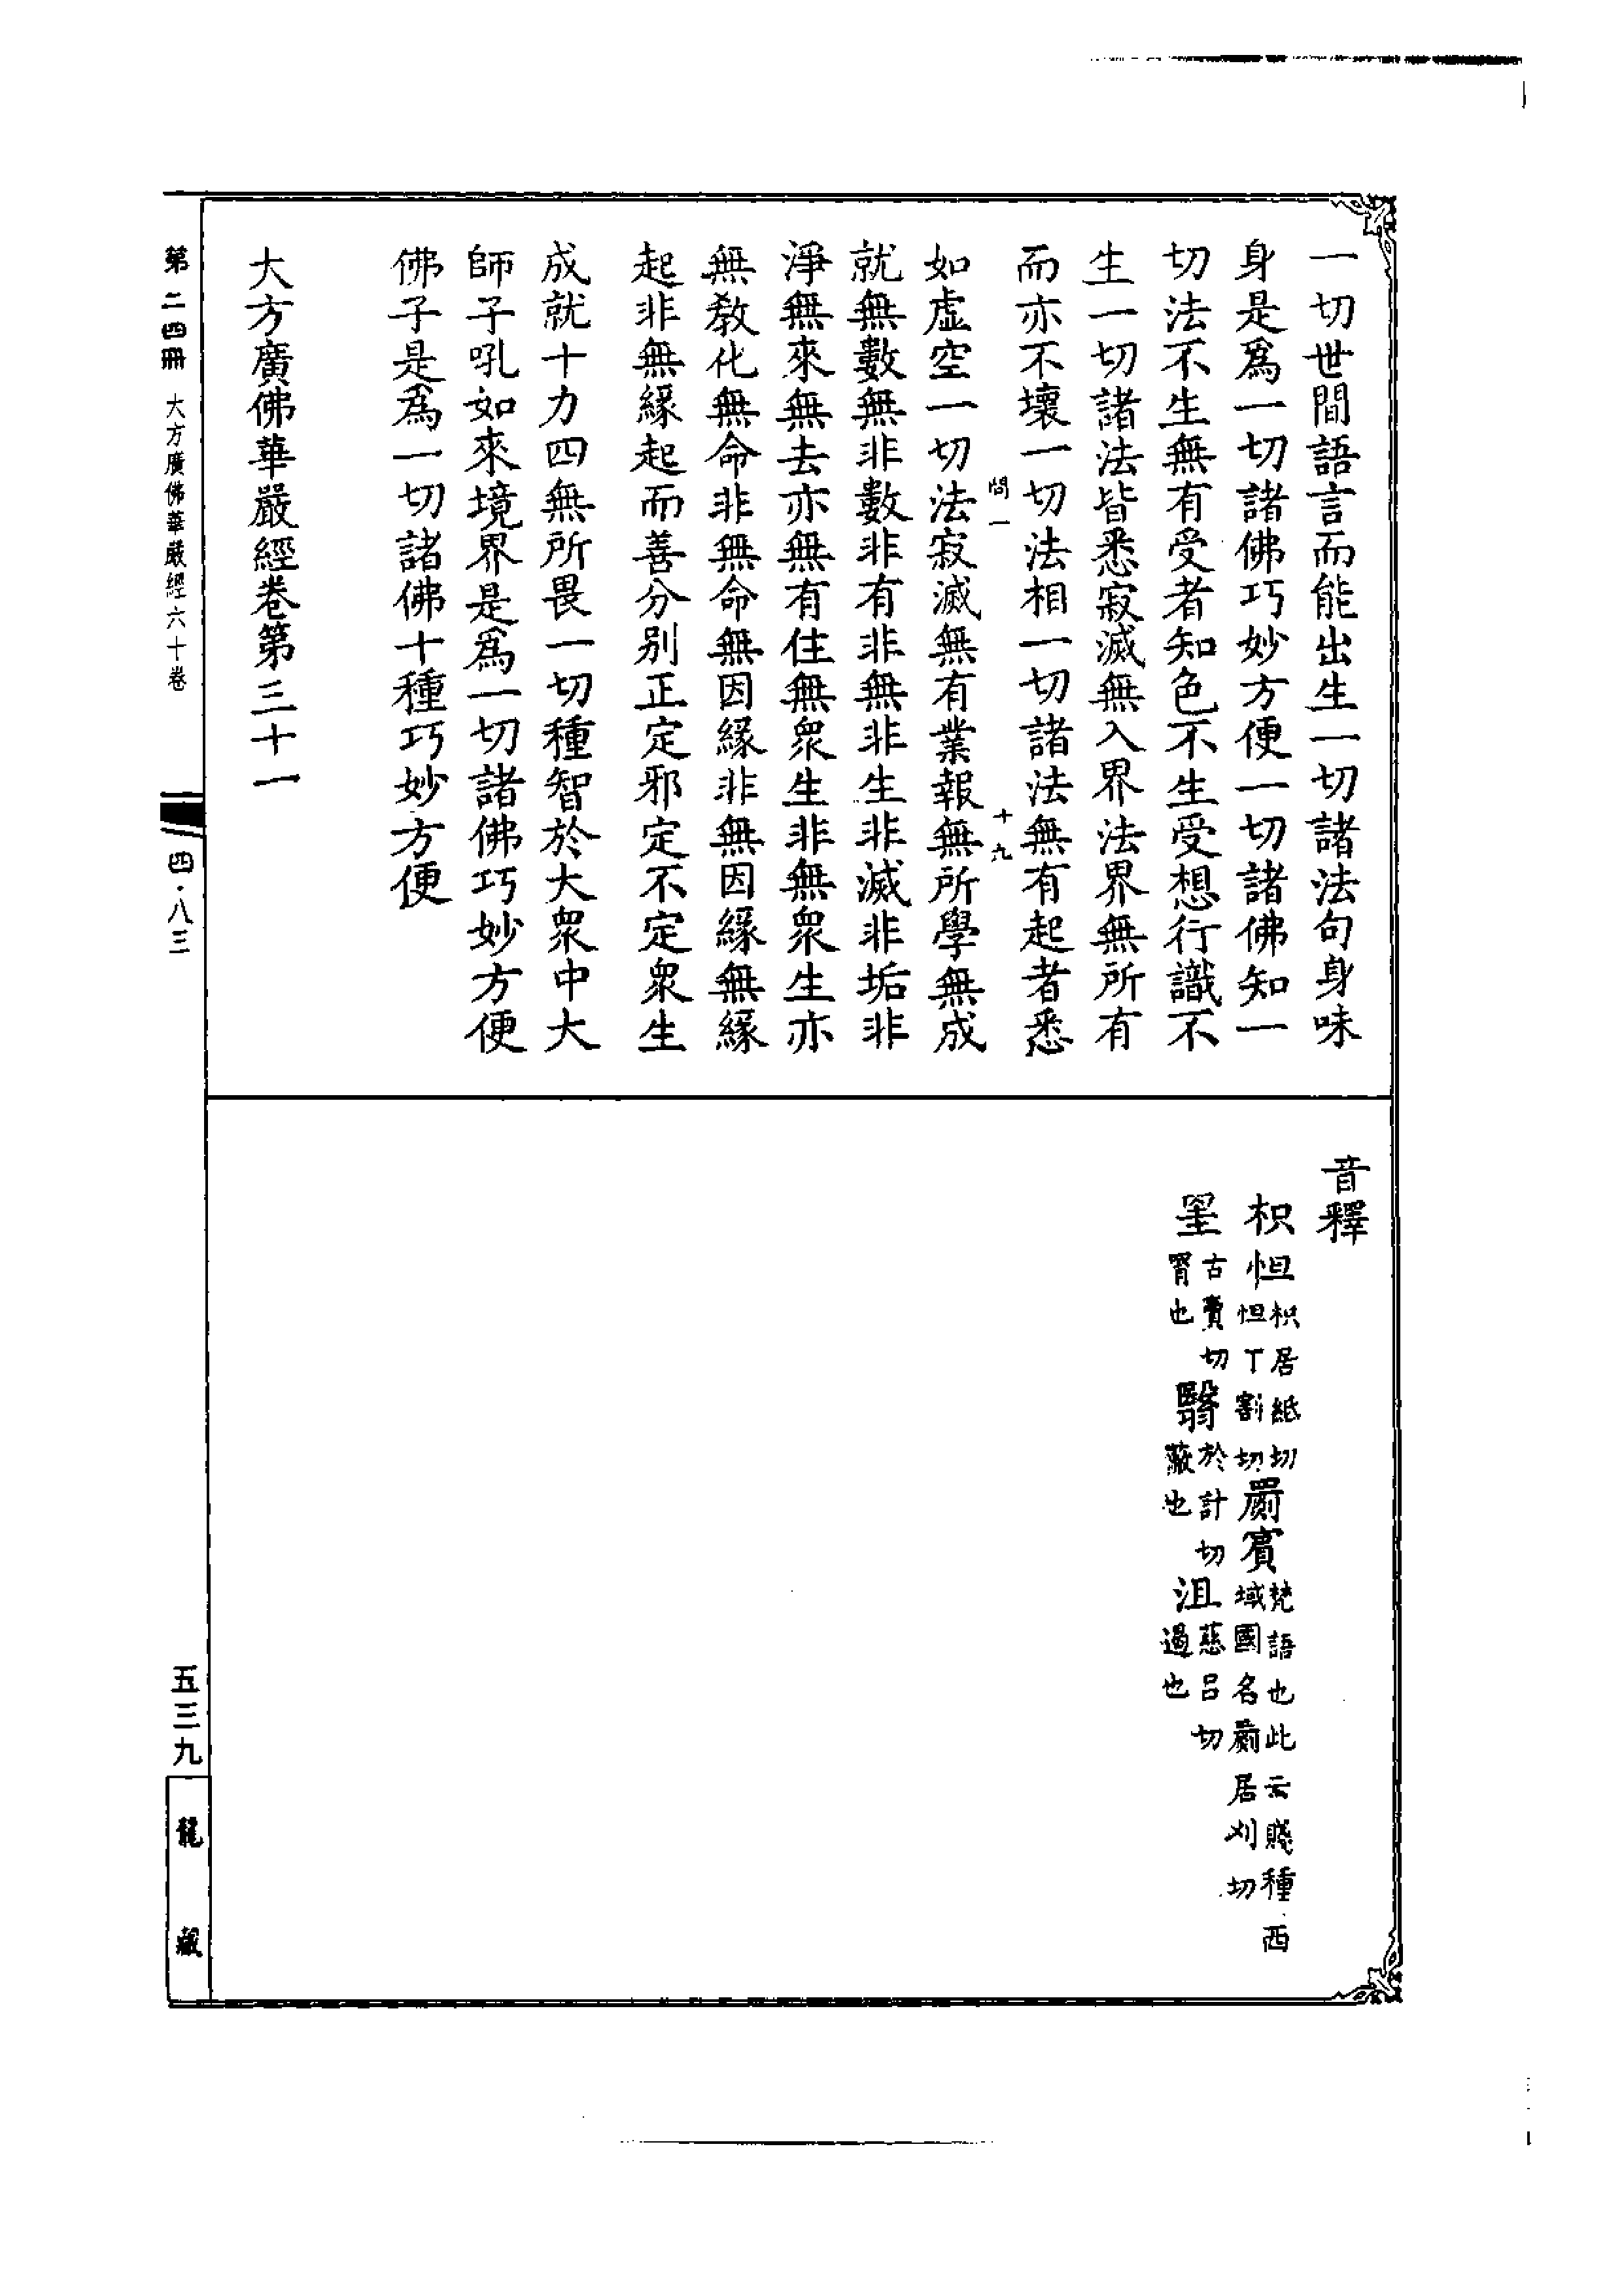 一切世間語言而能出生一切諸法句身味
身是爲一切諸佛巧妙方便一切諸佛知一
切法不生無有受者知色不生受想行識不
生一切諸法皆悉寂滅無入界法界無所有
而亦不壞一切法相一切諸法無有起者悉
問一 十九
如虛空一切法寂滅無有業報無所學無成
就無數無非數非有非無非生非滅非垢非
淨無來無去亦無有住無眾生非無眾生亦
無教化無命非無命無因緣非無因緣無緣
起非無緣起而善分別正定邪定不定眾生
成就十力四無所畏一切種智於大眾中大
師子吼如來境界是爲一切諸佛巧妙方便
佛子是爲一切諸佛十種巧妙方便
大方廣佛華嚴經卷第三十一
音釋
枳怛 枳居紙切 怛丁割切 罽賓 梵語也此云賤種西 域國名罽居刈切
罣 古賣切 罥也 翳 於計切 蔽也 沮 慈呂切 遏也
第二四冊 大方廣佛華嚴經六十卷 四·八三 五三九 龍藏